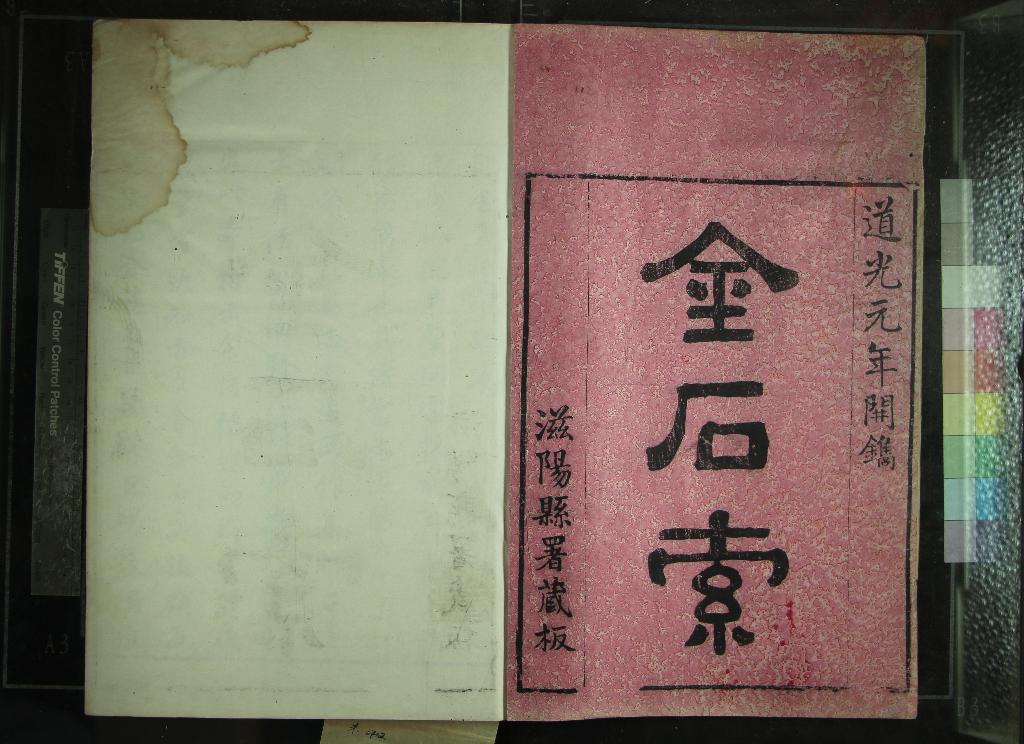 道光元年開鐫
金石索
滋陽縣署藏板
TIFFEN Color Control Patches
A3